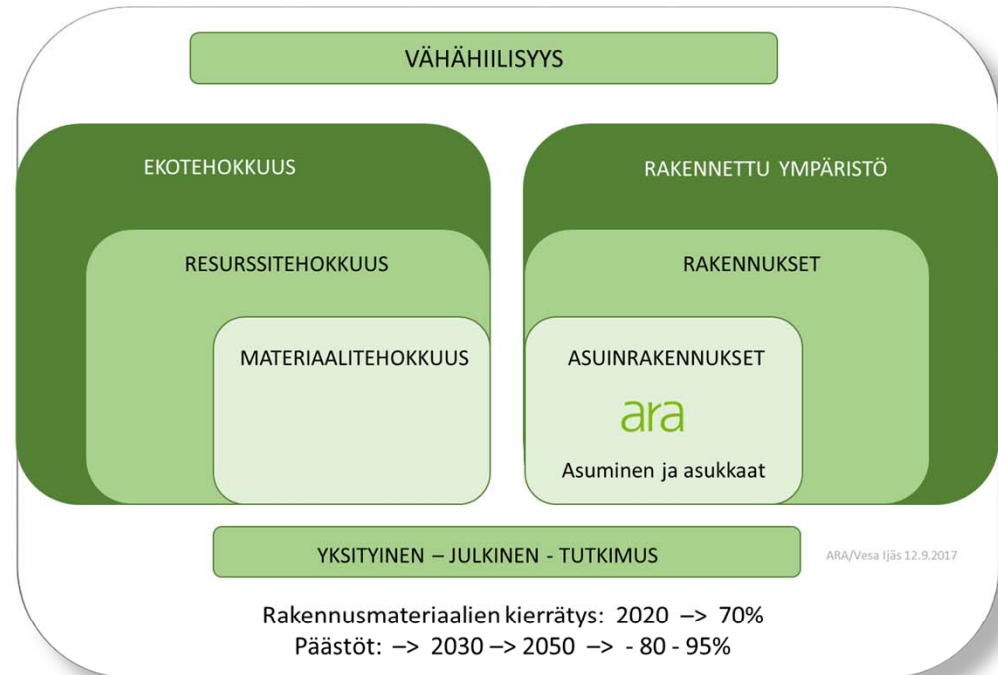 VÄHÄHIILISYYS
EKOTEHOKKUUS
RESURSSITEHOKKUUS
MATERIAALITEHOKKUUS
RAKENNETTU YMPÄRISTÖ
RAKENNUKSET
ASUINRAKENNUKSET
ara
Asuminen ja asukkaat
YKSITYINEN – JULKINEN - TUTKIMUS
ARA/Vesa Ijäs 12.9.2017
Rakennusmateriaalien kierrätys: 2020 –> 70%
Päästöt: –> 2030 –> 2050 –> - 80 - 95%